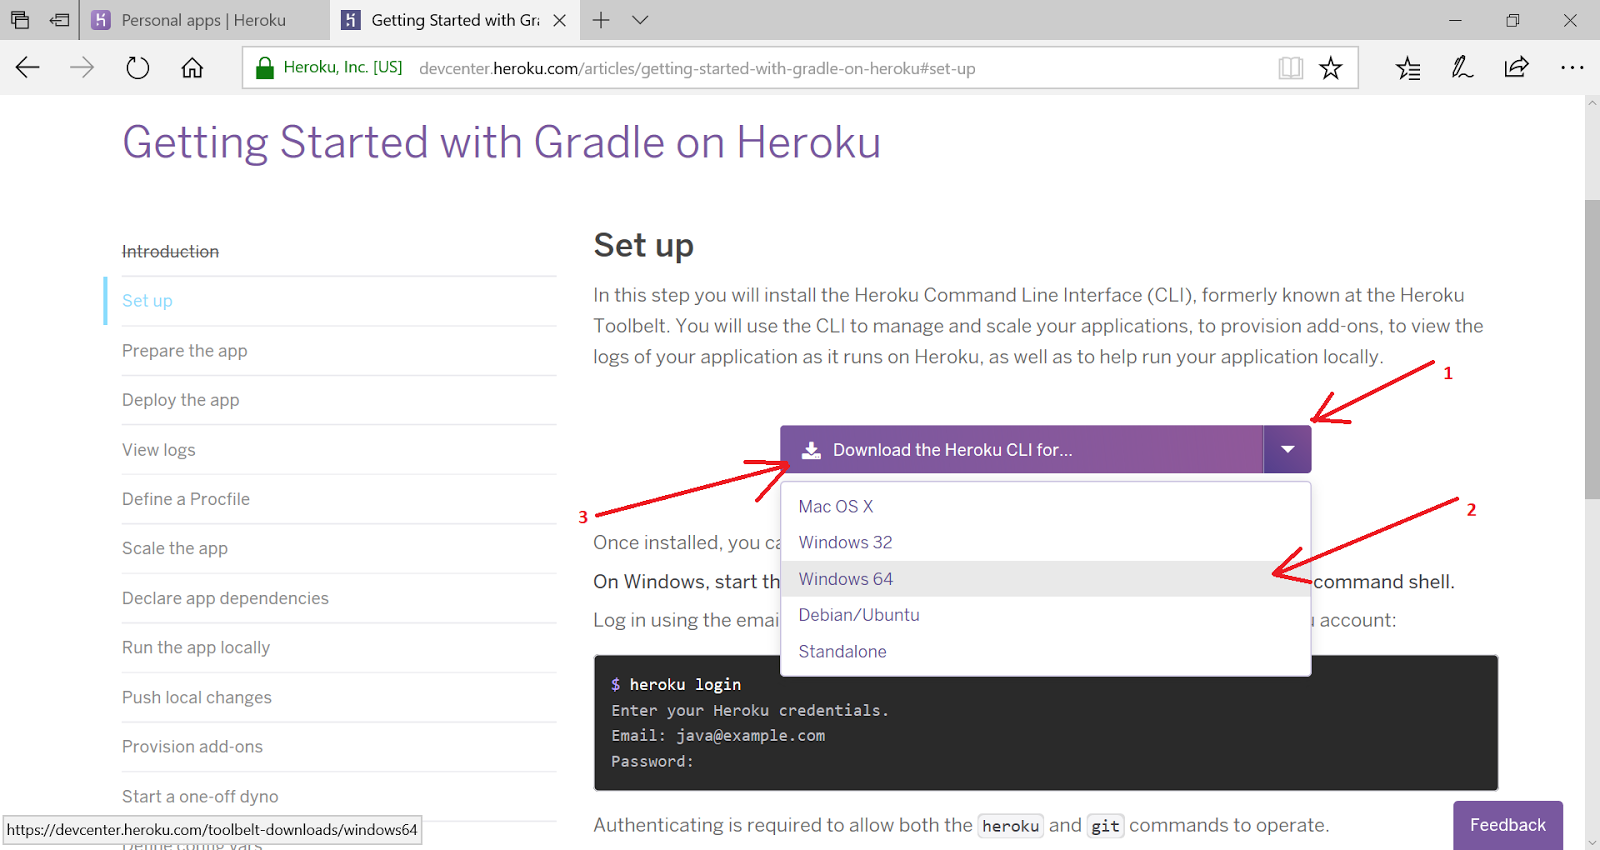 Personal apps | Heroku
Getting Started with Gr
Heroku, Inc. [US] devcenter.heroku.com/articles/getting-started-with-gradle-on-heroku#set-up
Getting Started with Gradle on Heroku
Introduction
Set up
Prepare the app
Deploy the app
View logs
Define a Procfile
Scale the app
Declare app dependencies
Run the app locally
Push local changes
Provision add-ons
Start a one-off dyno
Define config vars
https://devcenter.heroku.com/toolbelt-downloads/windows64
Set up
In this step you will install the Heroku Command Line Interface (CLI), formerly known at the Heroku
Toolbelt. You will use the CLI to manage and scale your applications, to provision add-ons, to view the
logs of your application as it runs on Heroku, as well as to help run your application locally.
1
Download the Heroku CLI for...
3
2
Mac OS X
Windows 32
Windows 64
Debian/Ubuntu
Standalone
Once installed, you ca
On Windows, start th command shell.
Log in using the emai account:
$ heroku login
Enter your Heroku credentials.
Email: java@example.com
Password:
Authenticating is required to allow both the heroku and git commands to operate.
Feedback